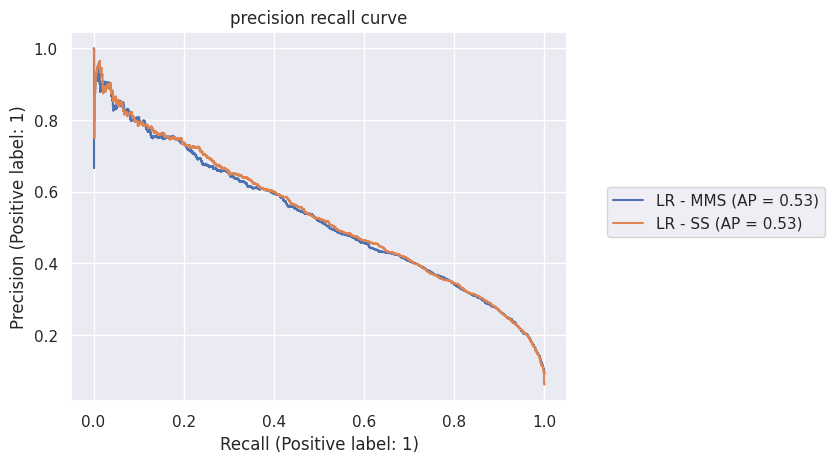 precision recall curve
1.0
0.8
0.6
0.4
0.2
Precision (Positive label: 1)
0.0 0.2 0.4 0.6 0.8 1.0
Recall (Positive label: 1)
LR - MMS (AP = 0.53)
LR - SS (AP = 0.53)